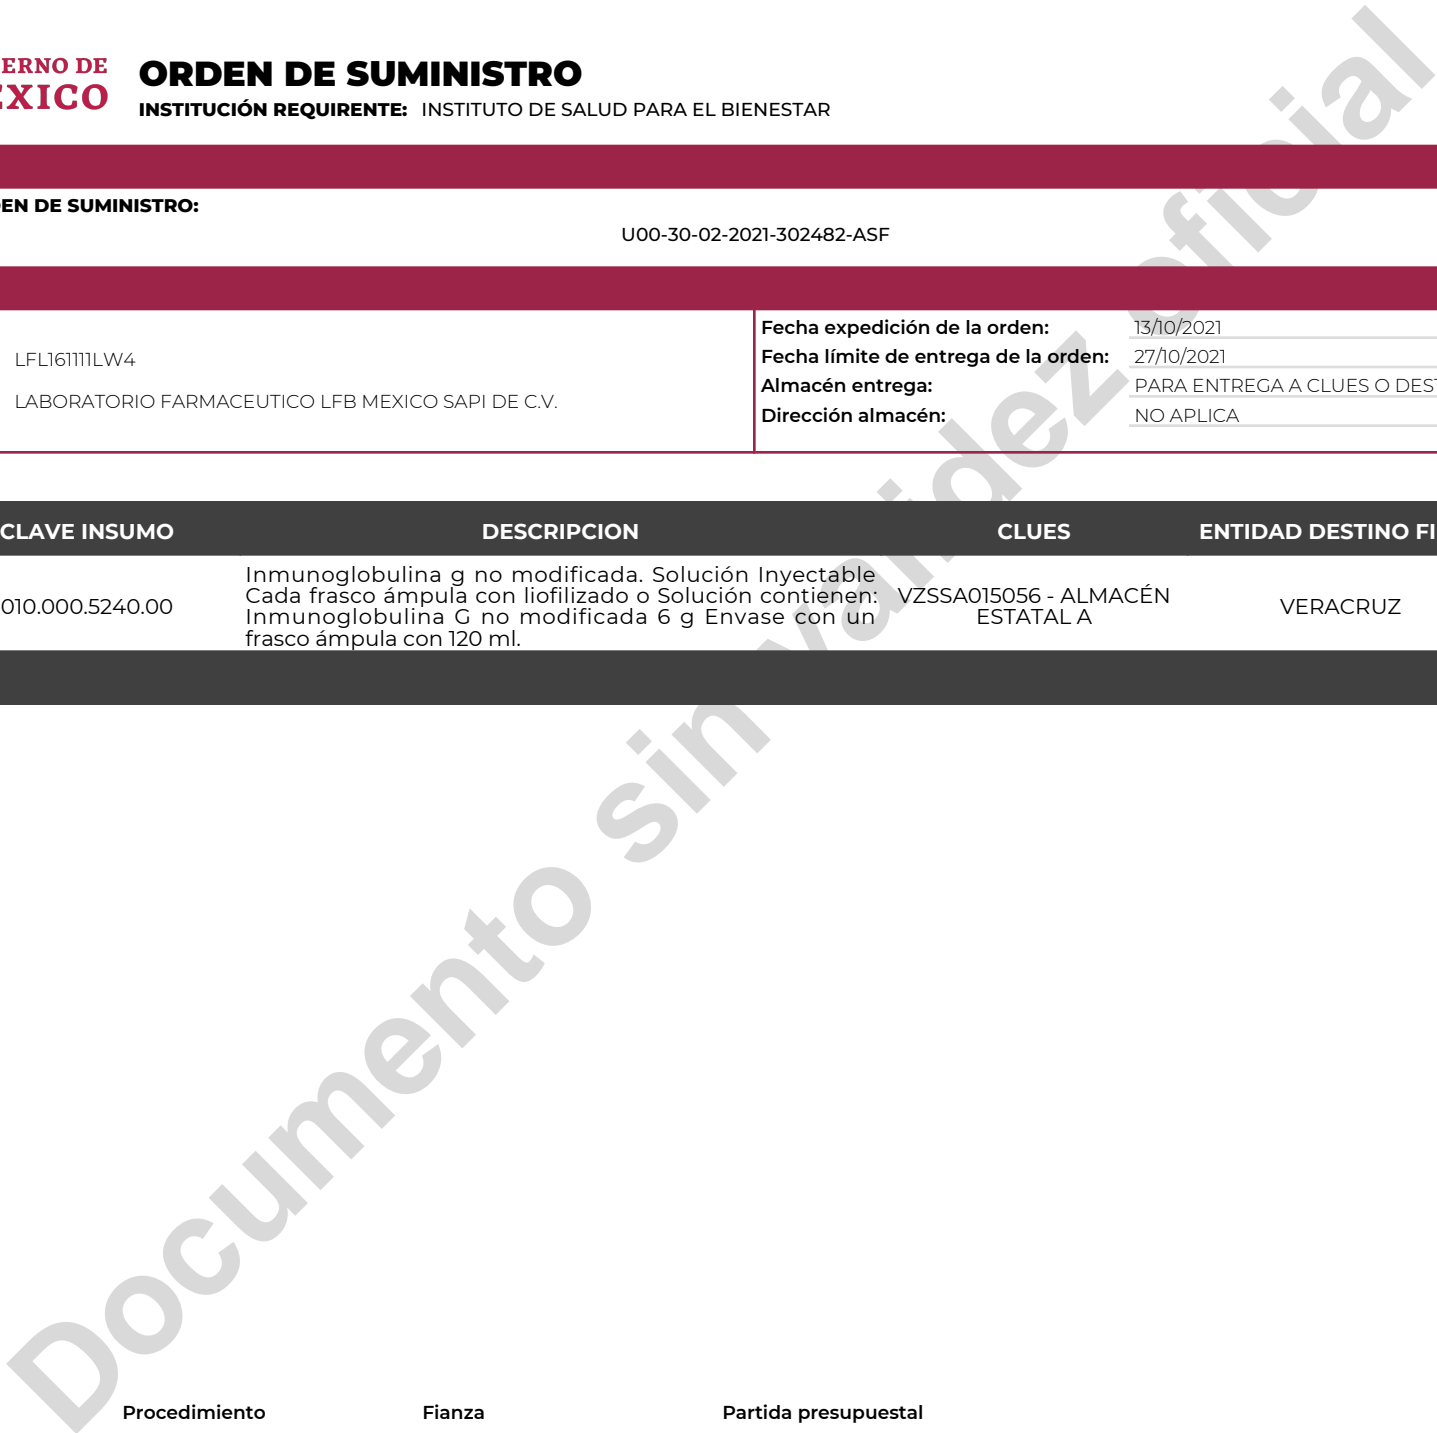 ERNO DE
EXICO
ORDEN DE SUMINISTRO
INSTITUCIÓN REQUIRENTE: INSTITUTO DE SALUD PARA EL BIENESTAR
EN DE SUMINISTRO:
U00-30-02-2021-302482-ASF
LFL161111LW4
LABORATORIO FARMACEUTICO LFB MEXICO SAPI DE C.V.
Fecha expedición de la orden: 13/10/2021
Fecha límite de entrega de la orden: 27/10/2021
Almacén entrega: PARA ENTREGA A CLUES O DEST
Dirección almacén: NO APLICA
CLAVE INSUMO DESCRIPCION CLUES ENTIDAD DESTINO FI
010.000.5240.00
Inmunoglobulina g no modificada. Solución Inyectable
Cada frasco ámpula con liofilizado o Solución contienen:
Inmunoglobulina G no modificada 6 g Envase con un
frasco ámpula con 120 ml.
VZSSA015056 - ALMACÉN
ESTATAL A
VERACRUZ
Documento sin validez oficial
Procedimiento Fianza Partida presupuestal